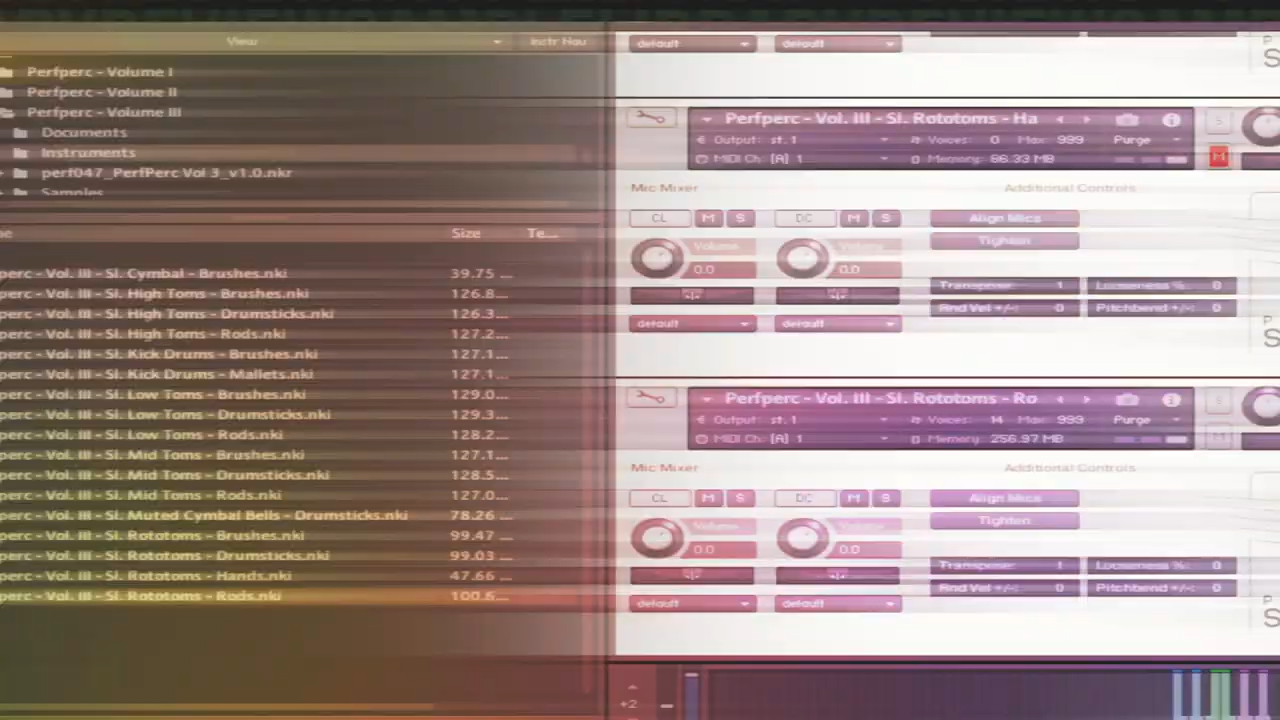 View
Instr Nav
Perfperc - Volume I
Perfperc - Volume II
Perfperc - Volume III
Documents
Instruments
perf047_PerfPerc Vol 3_v1.0.nkr
Samples
Size
Te...
perc - Vol. III - Sl. Cymbal - Brushes.nki 39.75 ...
perc - Vol. III - Sl. High Toms - Brushes.nki 126.8...
perc - Vol. III - Sl. High Toms - Drumsticks.nki 126.3...
perc - Vol. III - Sl. High Toms - Rods.nki 127.2...
perc - Vol. III - Sl. Kick Drums - Brushes.nki 127.1...
perc - Vol. III - Sl. Kick Drums - Mallets.nki 127.1...
perc - Vol. III - Sl. Low Toms - Brushes.nki 129.0...
perc - Vol. III - Sl. Low Toms - Drumsticks.nki 129.3...
perc - Vol. III - Sl. Low Toms - Rods.nki 128.2...
perc - Vol. III - Sl. Mid Toms - Brushes.nki 127.1...
perc - Vol. III - Sl. Mid Toms - Drumsticks.nki 128.5...
perc - Vol. III - Sl. Mid Toms - Rods.nki 127.0...
perc - Vol. III - Sl. Muted Cymbal Bells - Drumsticks.nki 78.26 ...
perc - Vol. III - Sl. Rototoms - Brushes.nki 99.47 ...
perc - Vol. III - Sl. Rototoms - Drumsticks.nki 99.03 ...
perc - Vol. III - Sl. Rototoms - Hands.nki 47.66 ...
perc - Vol. III - Sl. Rototoms - Rods.nki 100.6...
default default
Perfperc - Vol. III - Sl. Rototoms - Ha
S
Output: st. 1 Voices: 0 Max: 999 Purge
MIDI Ch: [A] 1 Memory: 86.33 MB
M
Mic Mixer Additional Controls
CL M S DC M S Align Mics
Volume Volume Tighten
0.0 0.0
Transpose: 1 Looseness %: 0
Rnd Vel +/-: 0 Pitchbend +/-: 0
default default
Perfperc - Vol. III - Sl. Rototoms - Ro
S
Output: st. 1 Voices: 14 Max: 999 Purge
MIDI Ch: [A] 1 Memory: 256.97 MB
M
Mic Mixer Additional Controls
CL M S DC M S Align Mics
Volume Volume Tighten
0.0 0.0
Transpose: 1 Looseness %: 0
Rnd Vel +/-: 0 Pitchbend +/-: 0
default default
+2